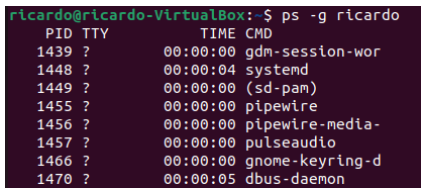 ricardo@ricardo-VirtualBox:~$ ps -g ricardo
PID TTY TIME CMD
1439 ? 00:00:00 gdm-session-wor
1448 ? 00:00:04 systemd
1449 ? 00:00:00 (sd-pam)
1455 ? 00:00:00 pipewire
1456 ? 00:00:00 pipewire-media-
1457 ? 00:00:00 pulseaudio
1466 ? 00:00:00 gnome-keyring-d
1470 ? 00:00:05 dbus-daemon